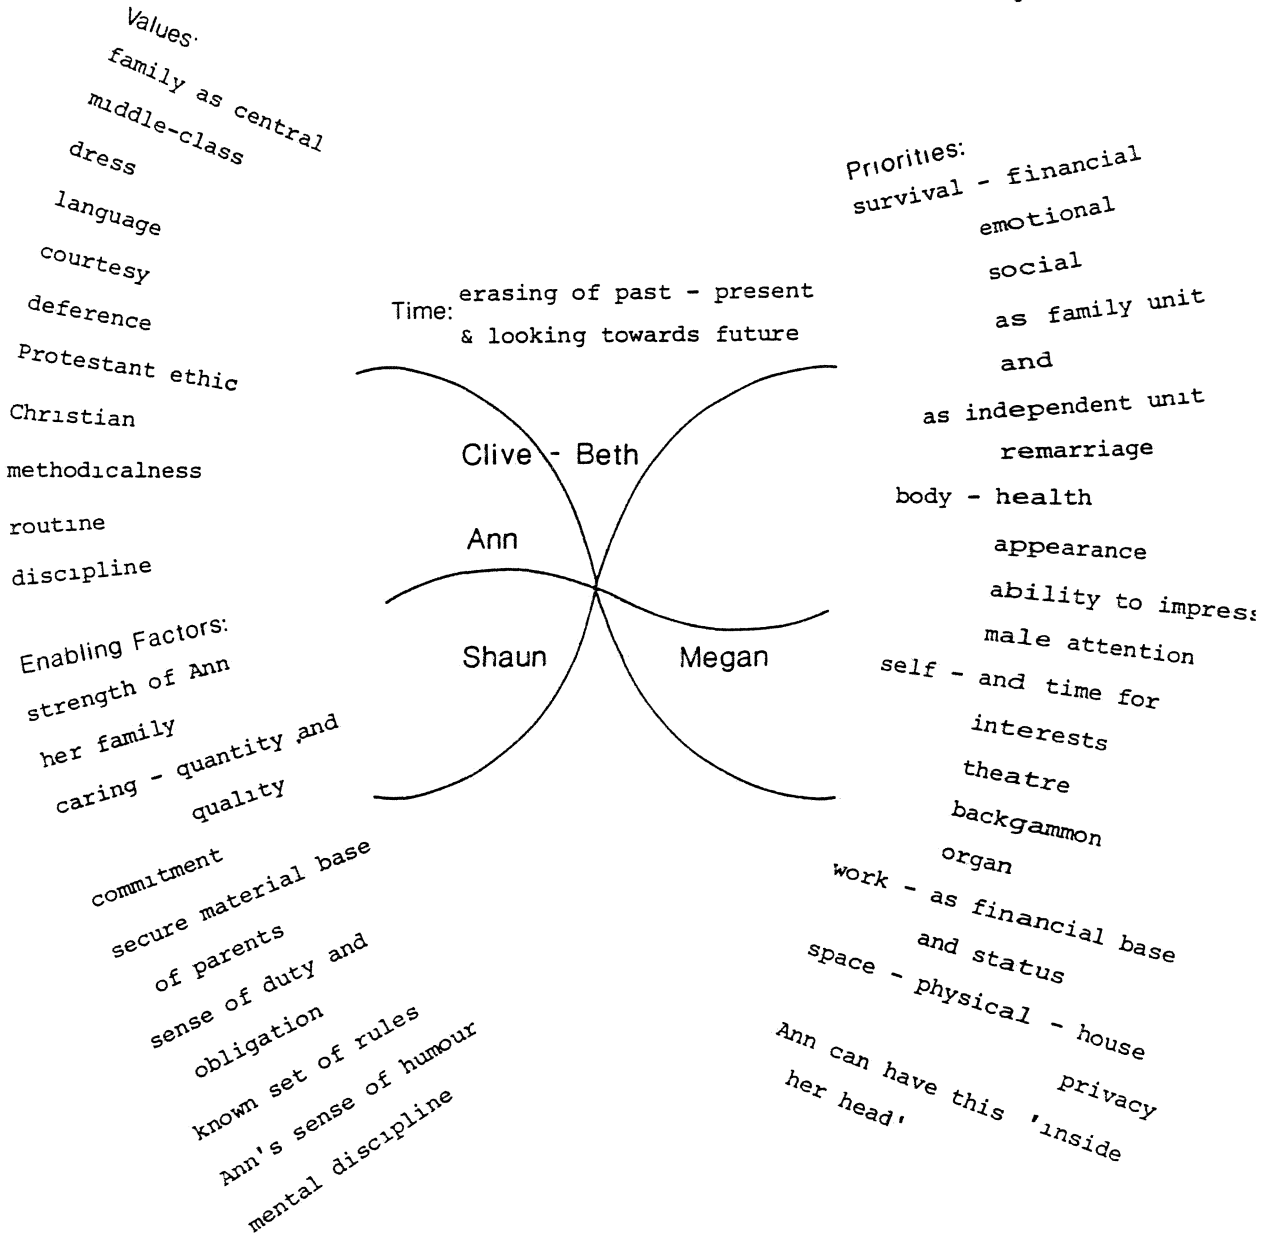 Values:
family as central
middle-class
dress
language
courtesy
deference
Protestant ethic
Christian
methodicalness
routine
discipline
Enabling Factors:
strength of Ann
her family
caring - quantity and
quality
commitment
secure material base
of parents
sense of duty and
obligation
known set of rules
Ann's sense of humour
mental discipline
Time: erasing of past - present
& looking towards future
Clive - Beth
Ann
Shaun
Megan
Priorities:
survival - financial
emotional
social
as family unit
and
as independent unit
remarriage
body - health
appearance
ability to impress
male attention
self - and time for
interests
theatre
backgammon
organ
work - as financial base
and status
space - physical - house
privacy
Ann can have this 'inside
her head'